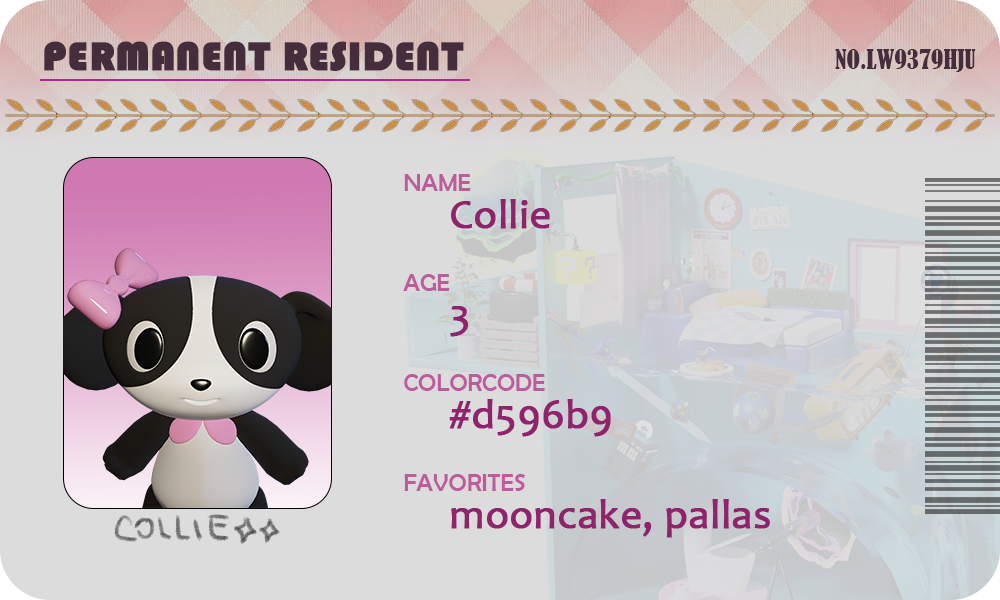 PERMANENT RESIDENT
NO.LW9379HJU
NAME
Collie
AGE
3
COLORCODE
#d596b9
FAVORITES
mooncake, pallas
COLLIE